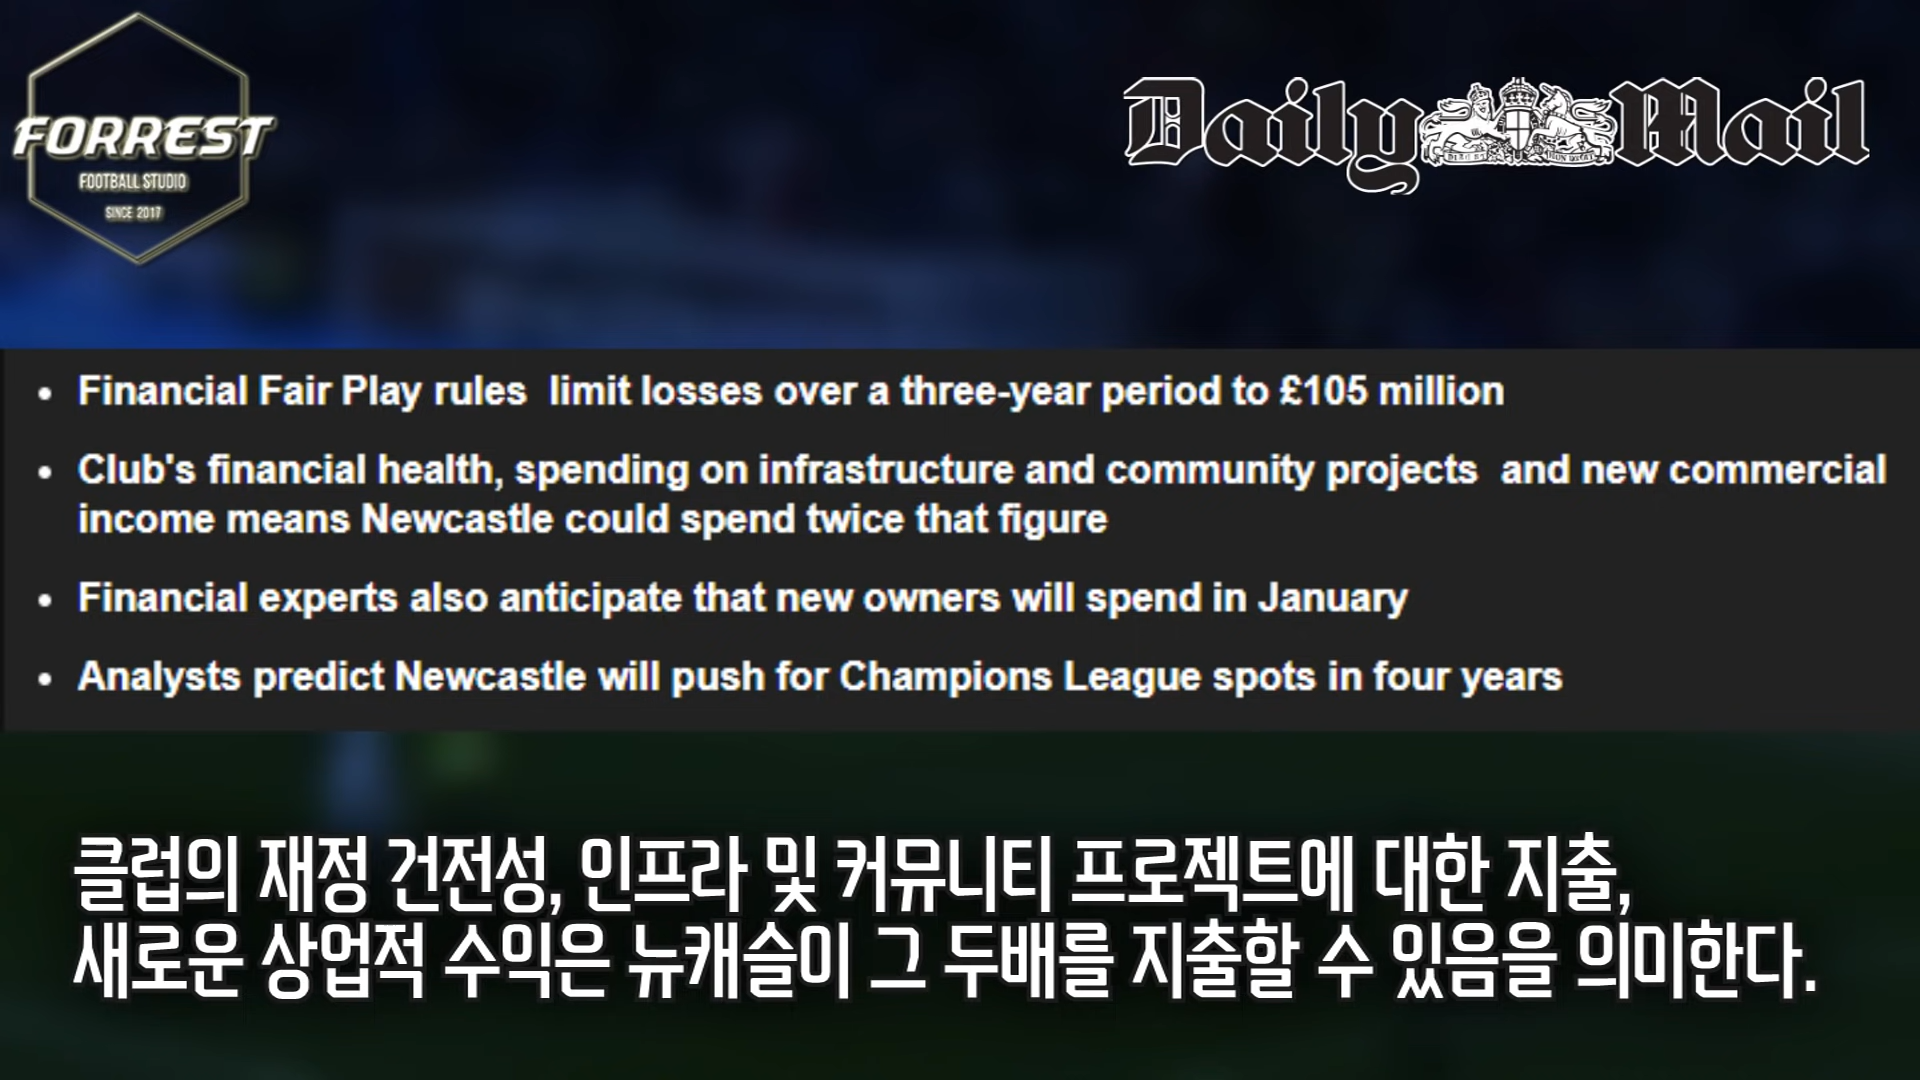 FORREST
FOOTBALL STUDIO
SINCE 2017
Daily Mail
• Financial Fair Play rules limit losses over a three-year period to £105 million
• Club's financial health, spending on infrastructure and community projects and new commercial
income means Newcastle could spend twice that figure
• Financial experts also anticipate that new owners will spend in January
• Analysts predict Newcastle will push for Champions League spots in four years
클럽의 재정 건전성, 인프라 및 커뮤니티 프로젝트에 대한 지출,
새로운 상업적 수익은 뉴캐슬이 그 두배를 지출할 수 있음을 의미한다.